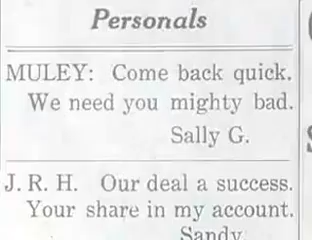 Personals
MULEY: Come back quick.
We need you mighty bad.
Sally G.
J. R. H. Our deal a success.
Your share in my account.
Sandy